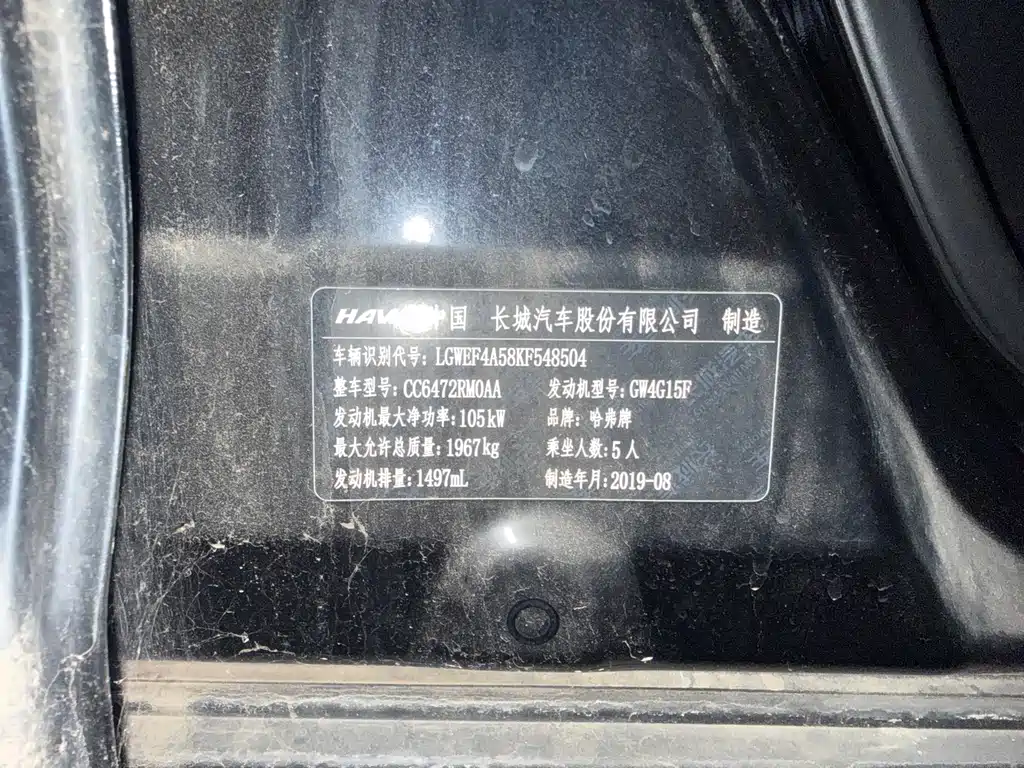 HAVAL 中国 长城汽车股份有限公司 制造
车辆识别代号: LGWEF4A58KF548504
整车型号: CC6472RM0AA 发动机型号: GW4G15F
发动机最大净功率: 105kW 品牌: 哈弗牌
最大允许总质量: 1967kg 乘坐人数: 5人
发动机排量: 1497mL 制造年月: 2019-08